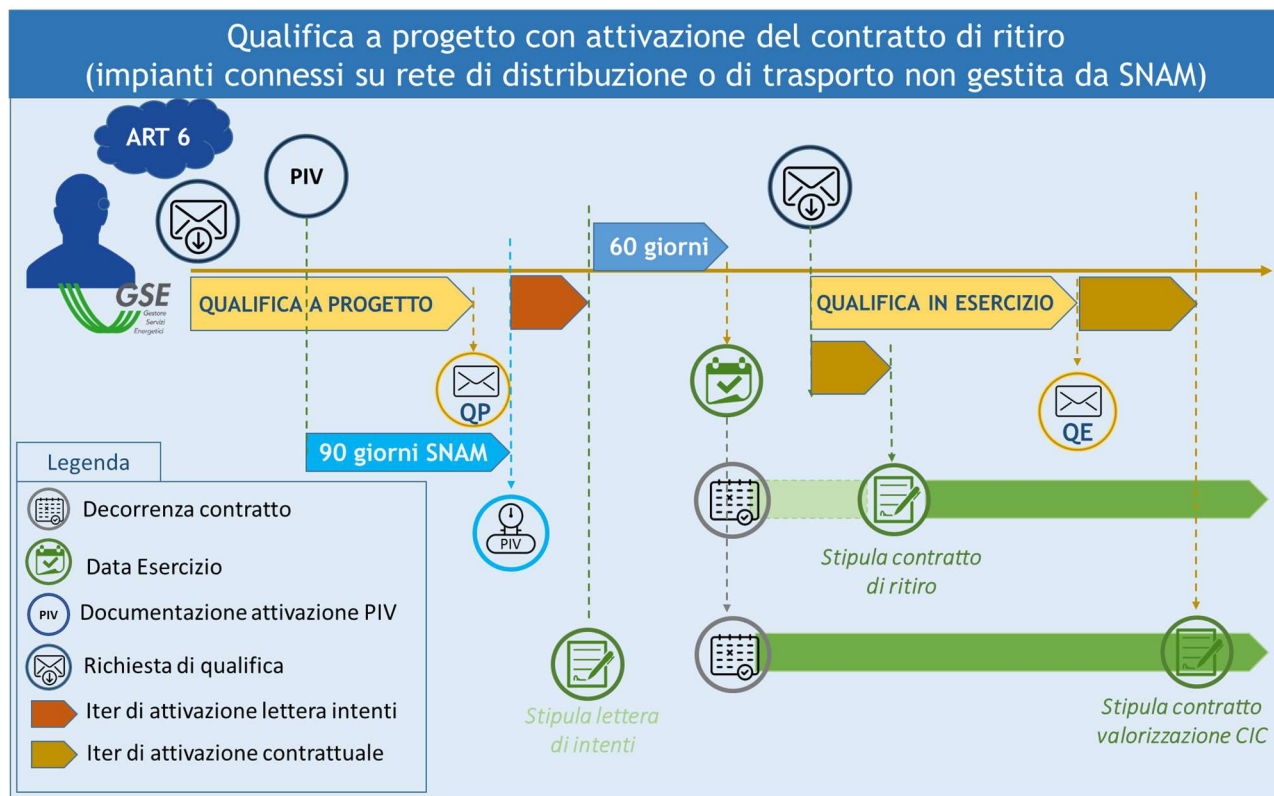 Qualifica a progetto con attivazione del contratto di ritiro
(impianti connessi su rete di distribuzione o di trasporto non gestita da SNAM)
ART 6
PIV
60 giorni
GSE
Gestore
Servizi
Energetici
QUALIFICA A PROGETTO
QUALIFICA IN ESERCIZIO
QP
QE
90 giorni SNAM
PIV
Stipula contratto
di ritiro
Stipula lettera
di intenti
Stipula contratto
valorizzazione CIC
Legenda
Decorrenza contratto
Data Esercizio
PIV
Documentazione attivazione PIV
Richiesta di qualifica
Iter di attivazione lettera intenti
Iter di attivazione contrattuale